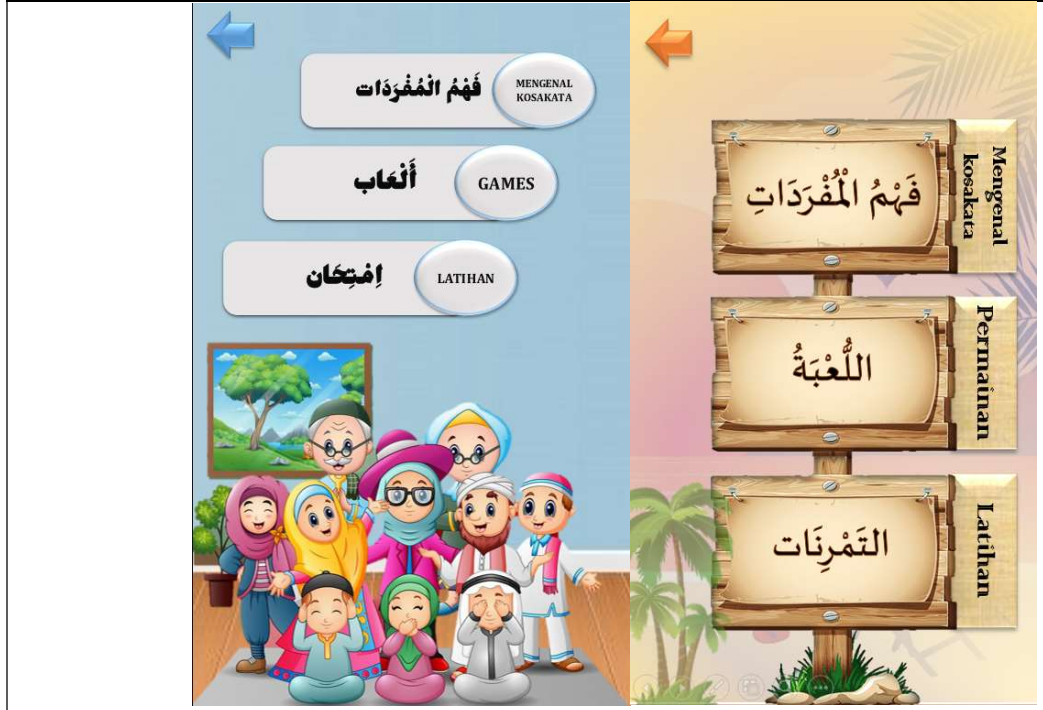 فَهْمُ الْمُفْرَدَات
MENGENAL
KOSAKATA
أَلْعَاب
GAMES
اِمْتِحَان
LATIHAN
فَهْمُ الْمُفْرَدَاتِ
Mengenal
kosakata
اللُّعْبَةُ
Permainan
التَمْرِنَات
Latihan